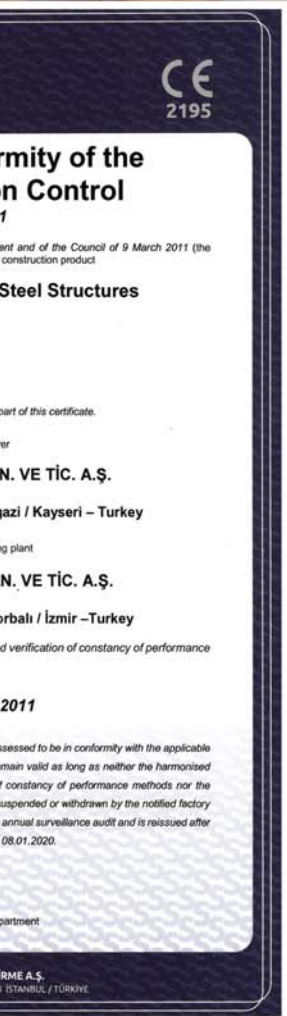 CE
2195
rmity of the
on Control
1
ent and of the Council of 9 March 2011 (the
construction product
Steel Structures
part of this certificate.
er
N. VE TİC. A.Ş.
gazi / Kayseri – Turkey
ng plant
N. VE TİC. A.Ş.
orbalı / İzmir –Turkey
d verification of constancy of performance
2011
ssessed to be in conformity with the applicable
main valid as long as neither the harmonised
f constancy of performance methods nor the
suspended or withdrawn by the notified factory
annual surveillance audit and is reissued after
08.01.2020.
partment
RME A.Ş.
İSTANBUL / TÜRKİYE